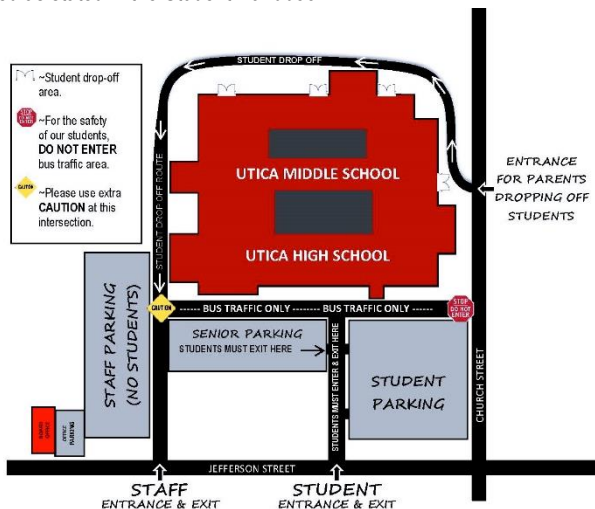 STUDENT DROP OFF
~Student drop-off
area.
~For the safety
of our students,
DO NOT ENTER
bus traffic area.
~Please use extra
CAUTION at this
intersection.
CAUTION
UTICA MIDDLE SCHOOL
UTICA HIGH SCHOOL
ENTRANCE
FOR PARENTS
DROPPING OFF
STUDENTS
STUDENT DROP OFF ROUTE
CAUTION
------ BUS TRAFFIC ONLY ------ BUS TRAFFIC ONLY ------
STOP
DO NOT
ENTER
STAFF PARKING
(NO STUDENTS)
SENIOR PARKING
STUDENTS MUST EXIT HERE
STUDENTS MUST ENTER & EXIT HERE
STUDENT
PARKING
CHURCH STREET
OFFICE
PARKING
JEFFERSON STREET
STAFF
ENTRANCE & EXIT
STUDENT
ENTRANCE & EXIT